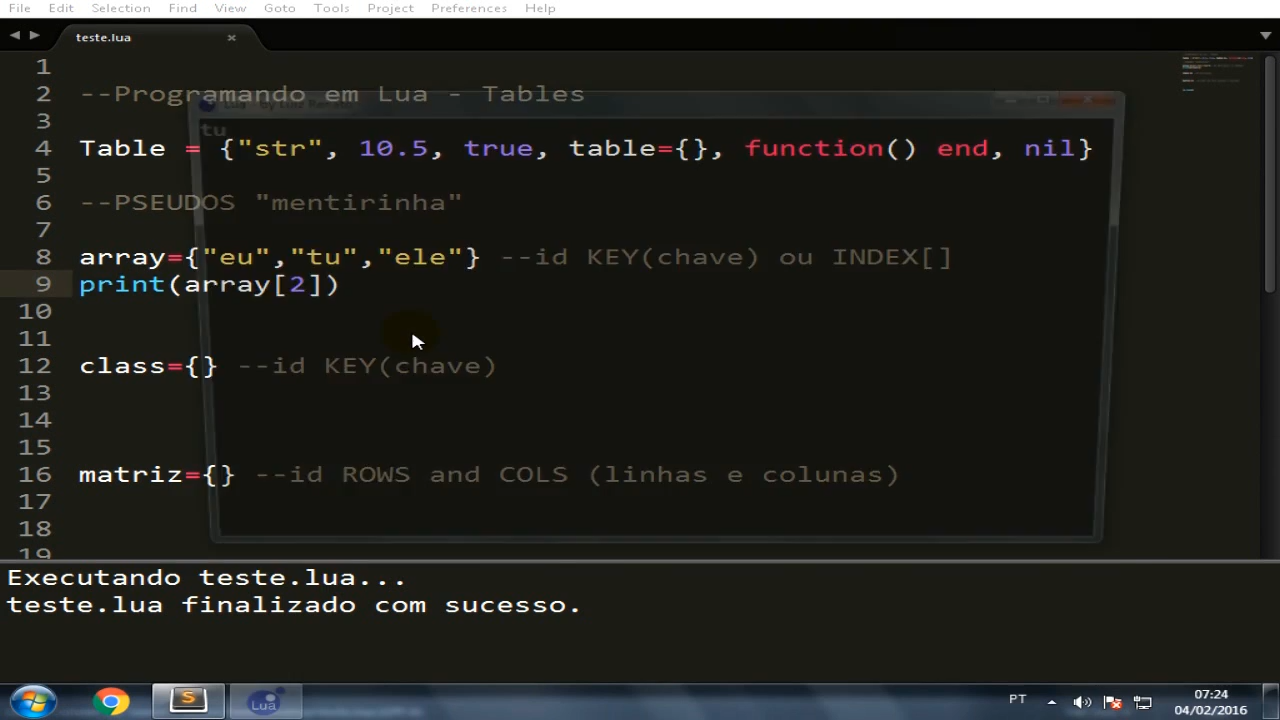 File Edit Selection Find View Goto Tools Project Preferences Help
teste.lua
1
2 --Programando em Lua - Tables
tu
3
4 Table = {"str", 10.5, true, table={}, function() end, nil}
5
6 --PSEUDOS "mentirinha"
7
8 array={"eu","tu","ele"} --id KEY(chave) ou INDEX[]
9 print(array[2])
10
11
12 class={} --id KEY(chave)
13
14
15
16 matriz={} --id ROWS and COLS (linhas e colunas)
17
18
19
Executando teste.lua...
teste.lua finalizado com sucesso.
S Lua PT 07:24
04/02/2016